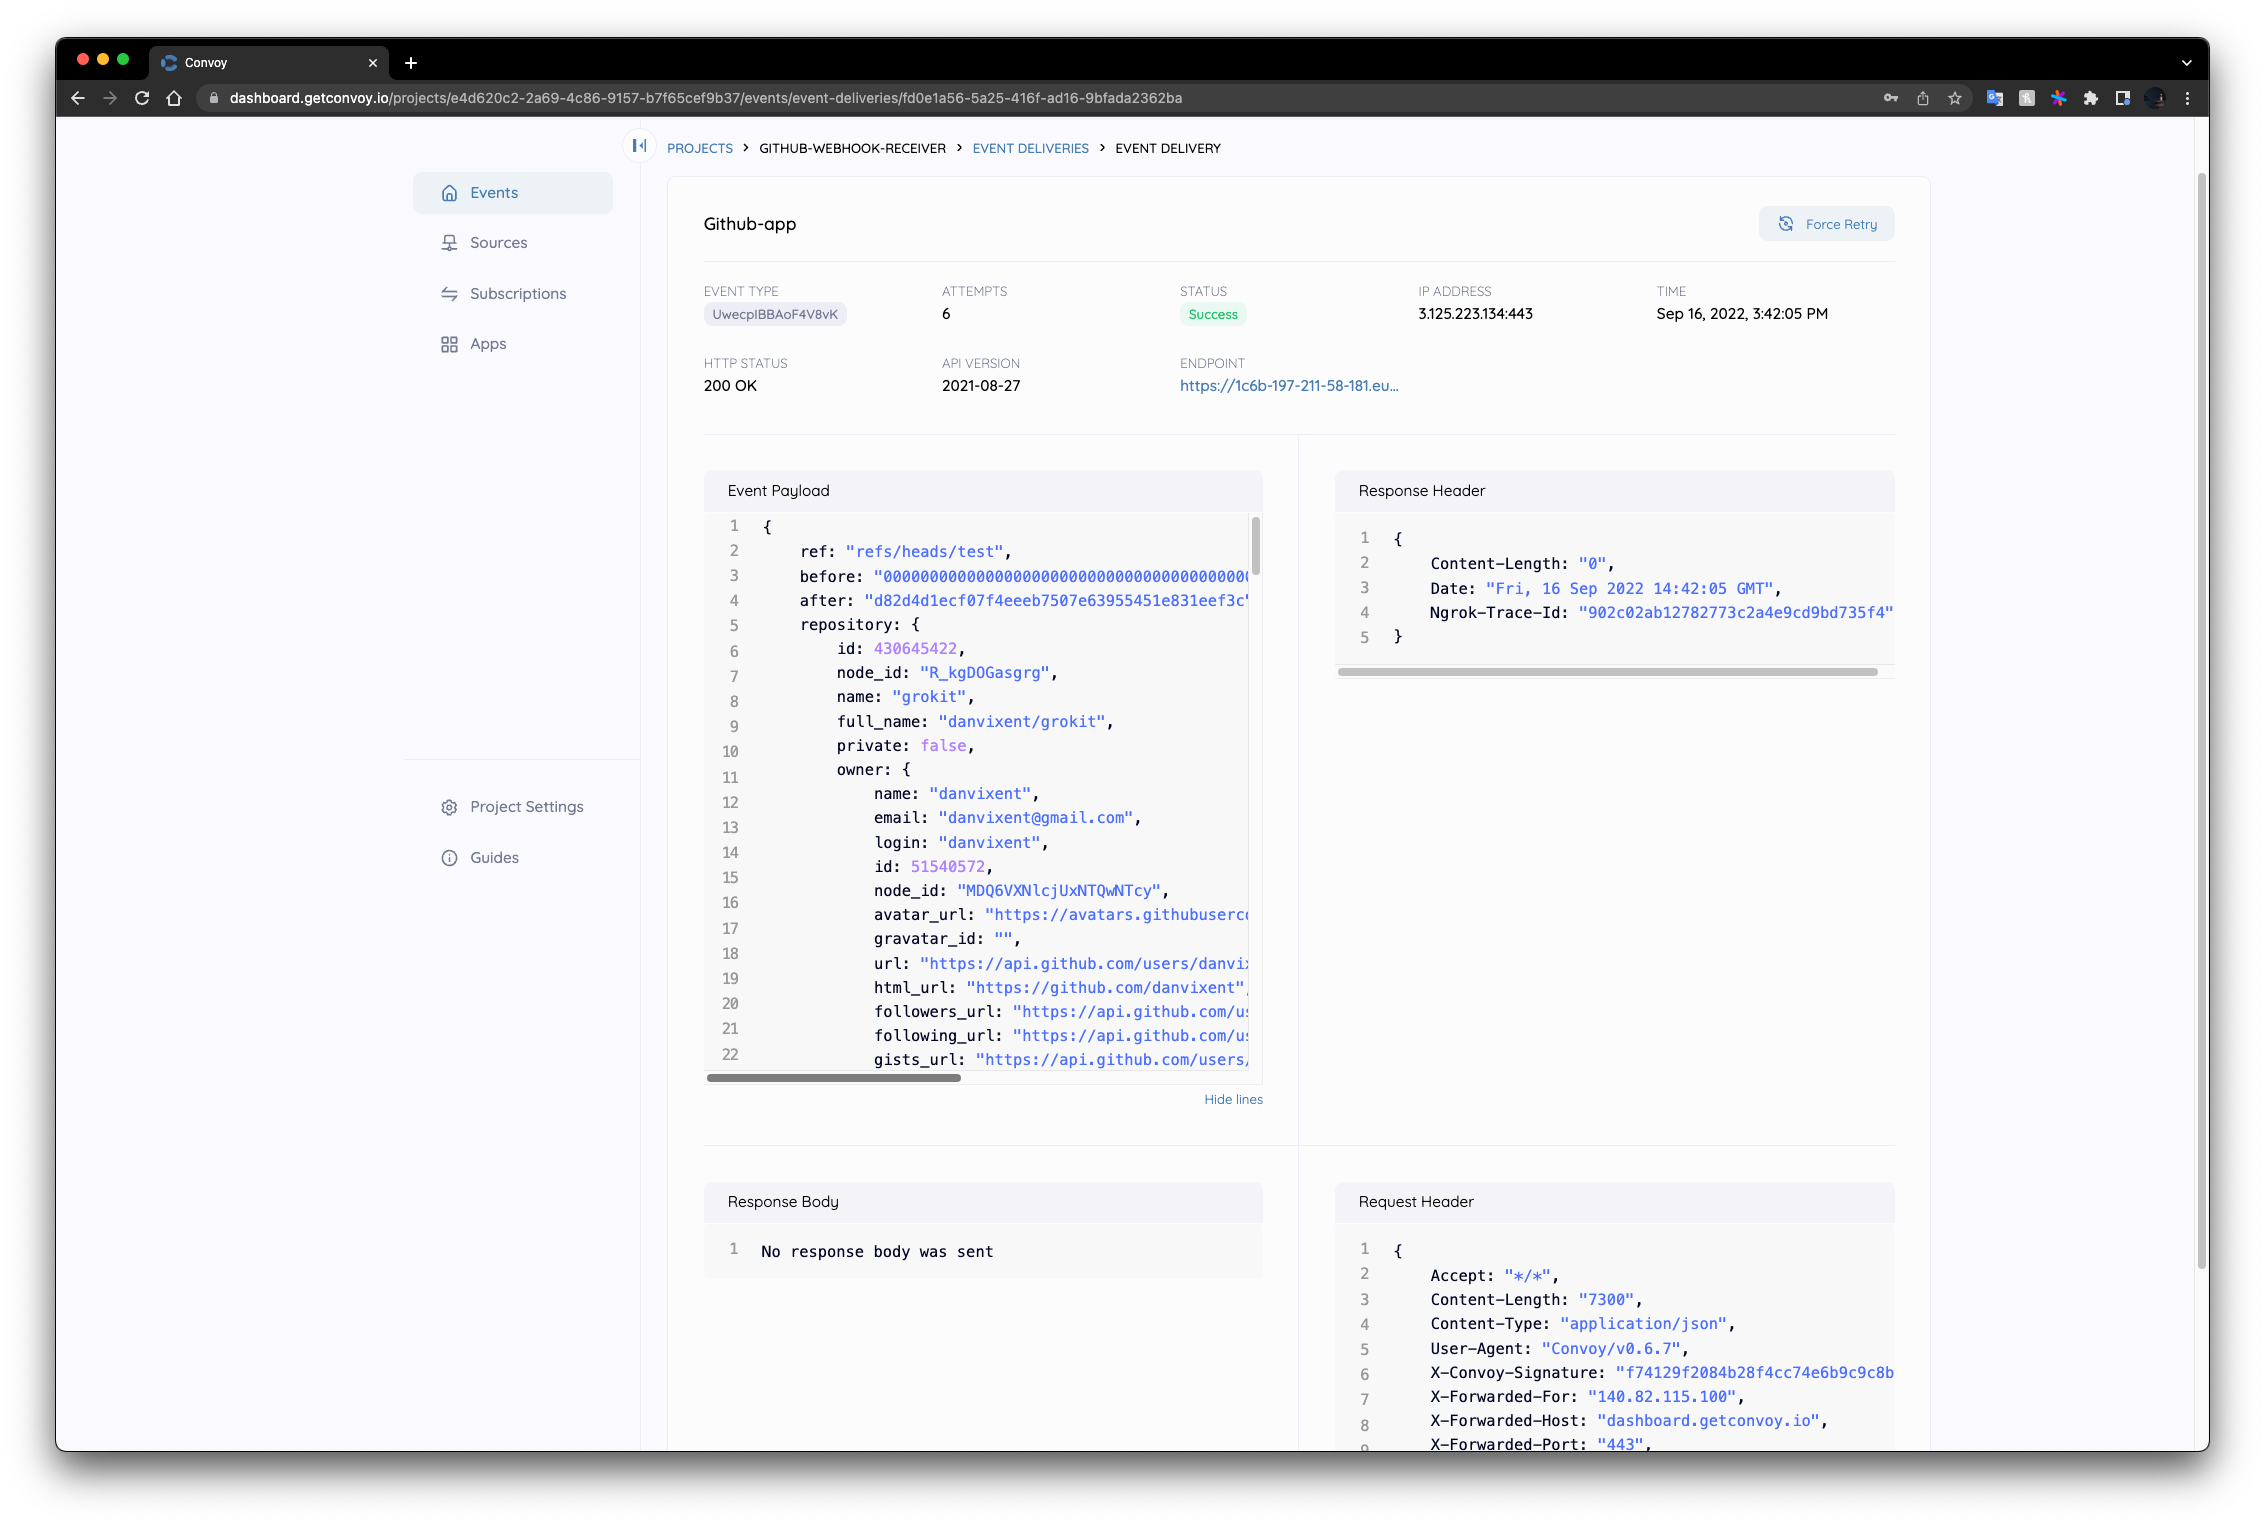 Convoy
dashboard.getconvoy.io/projects/e4d620c2-2a69-4c86-9157-b7f65cef9b37/events/event-deliveries/fd0e1a56-5a25-416f-ad16-9bfada2362ba
PROJECTS > GITHUB-WEBHOOK-RECEIVER > EVENT DELIVERIES > EVENT DELIVERY
Events
Sources
Subscriptions
Apps
Project Settings
Guides
Github-app
Force Retry
EVENT TYPE
UwecpIBBAoF4V8vK
ATTEMPTS
6
STATUS
Success
IP ADDRESS
3.125.223.134:443
TIME
Sep 16, 2022, 3:42:05 PM
HTTP STATUS
200 OK
API VERSION
2021-08-27
ENDPOINT
https://1c6b-197-211-58-181.eu...
Event Payload
1 {
2 ref: "refs/heads/test",
3 before: "0000000000000000000000000000000000000000
4 after: "d82d4d1ecf07f4eeeb7507e63955451e831eef3c"
5 repository: {
6 id: 430645422,
7 node_id: "R_kgDOGasgrg",
8 name: "grokit",
9 full_name: "danvixent/grokit",
10 private: false,
11 owner: {
12 name: "danvixent",
13 email: "danvixent@gmail.com",
14 login: "danvixent",
15 id: 51540572,
16 node_id: "MDQ6VXNlcjUxNTQwNTcy",
17 avatar_url: "https://avatars.githubuserco
18 gravatar_id: "",
19 url: "https://api.github.com/users/danvix
20 html_url: "https://github.com/danvixent",
21 followers_url: "https://api.github.com/us
22 following_url: "https://api.github.com/us
gists_url: "https://api.github.com/users/
Hide lines
Response Header
1 {
2 Content-Length: "0",
3 Date: "Fri, 16 Sep 2022 14:42:05 GMT",
4 Ngrok-Trace-Id: "902c02ab12782773c2a4e9cd9bd735f4"
5 }
Response Body
1 No response body was sent
Request Header
1 {
2 Accept: "*/*",
3 Content-Length: "7300",
4 Content-Type: "application/json",
5 User-Agent: "Convoy/v0.6.7",
6 X-Convoy-Signature: "f74129f2084b28f4cc74e6b9c9c8b
7 X-Forwarded-For: "140.82.115.100",
8 X-Forwarded-Host: "dashboard.getconvoy.io",
9 X-Forwarded-Port: "443",